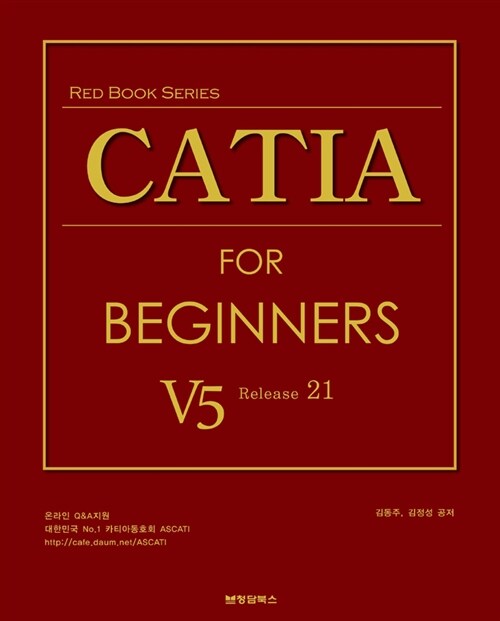 RED BOOK SERIES
CATIA
FOR
BEGINNERS
V5 Release 21
온라인 Q&A지원
대한민국 No.1 카티아동호회 ASCATI
http://cafe.daum.net/ASCATI
김동주, 김정성 공저
청담북스